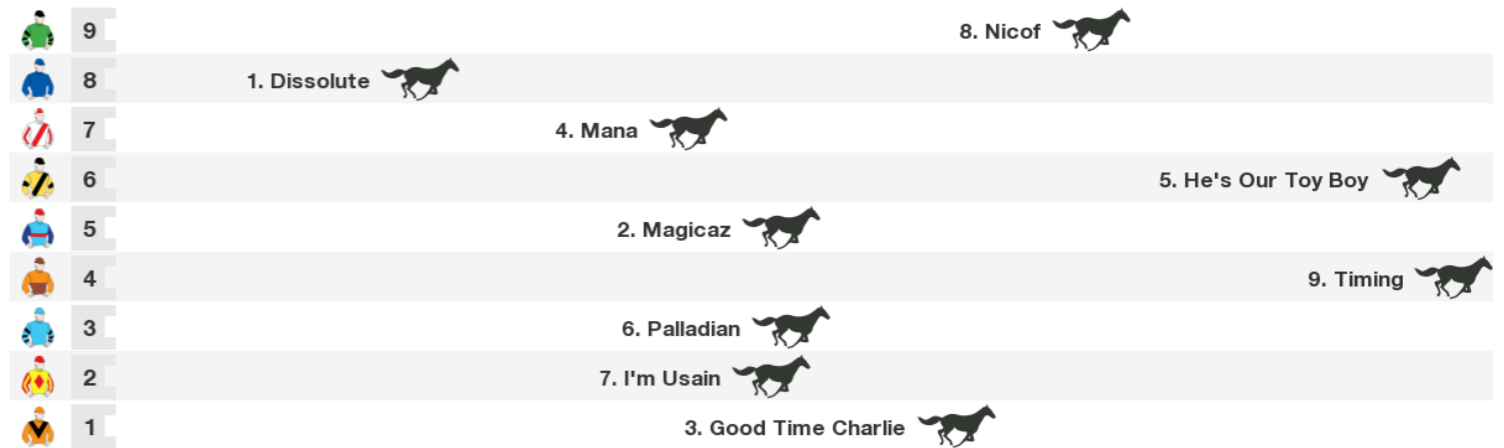 9 8. Nicof
8 1. Dissolute
7 4. Mana
6 5. He's Our Toy Boy
5 2. Magicaz
4 9. Timing
3 6. Palladian
2 7. I'm Usain
1 3. Good Time Charlie